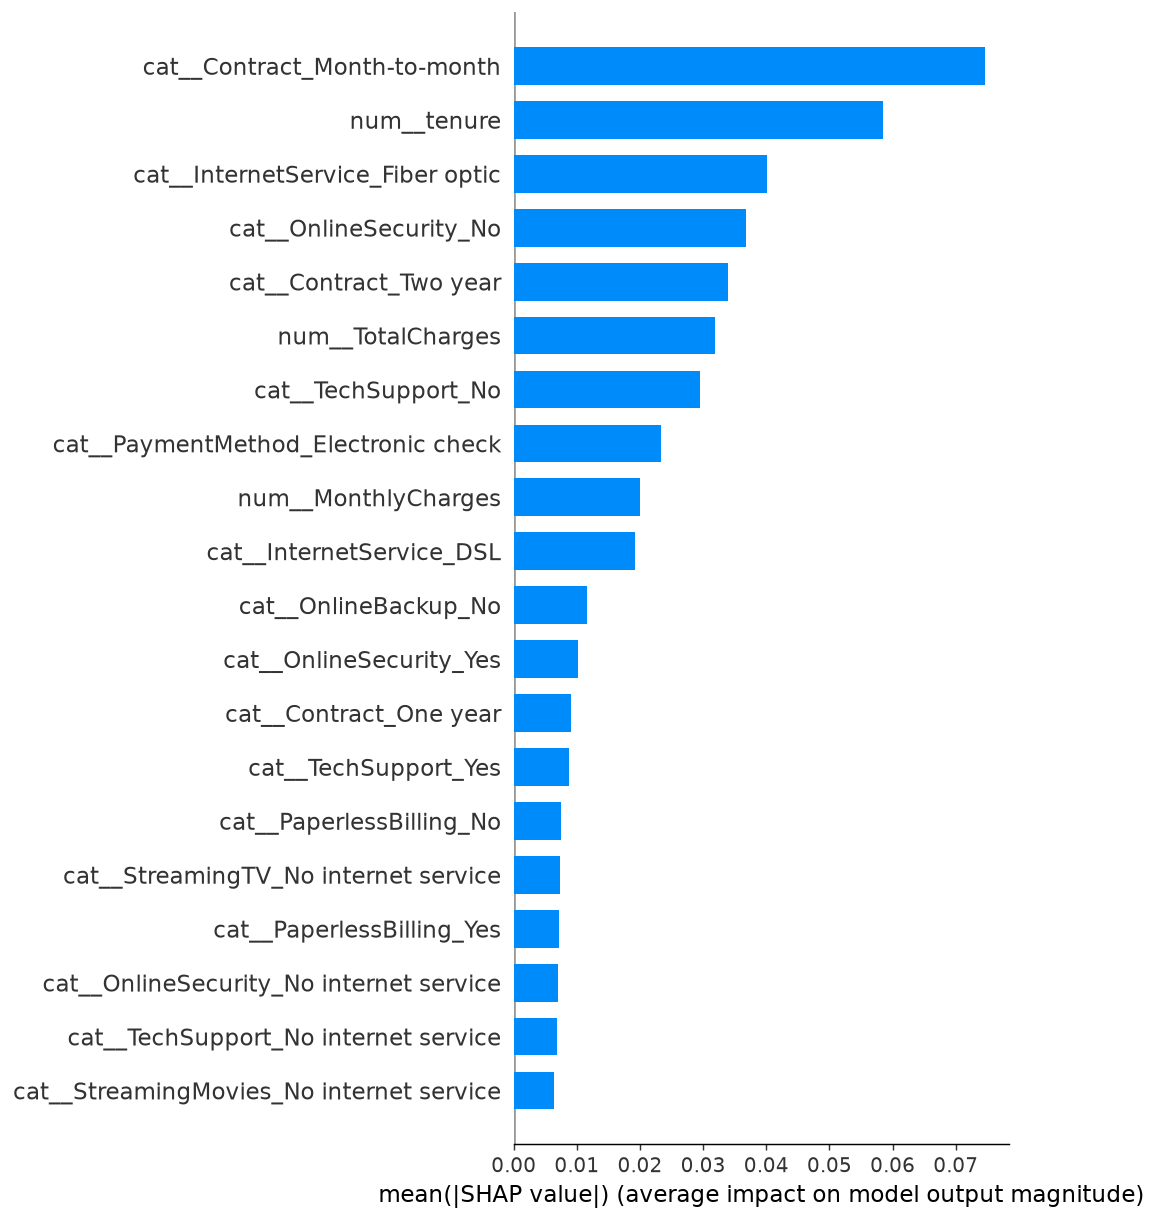 cat__Contract_Month-to-month
num__tenure
cat__InternetService_Fiber optic
cat__OnlineSecurity_No
cat__Contract_Two year
num__TotalCharges
cat__TechSupport_No
cat__PaymentMethod_Electronic check
num__MonthlyCharges
cat__InternetService_DSL
cat__OnlineBackup_No
cat__OnlineSecurity_Yes
cat__Contract_One year
cat__TechSupport_Yes
cat__PaperlessBilling_No
cat__StreamingTV_No internet service
cat__PaperlessBilling_Yes
cat__OnlineSecurity_No internet service
cat__TechSupport_No internet service
cat__StreamingMovies_No internet service
0.00 0.01 0.02 0.03 0.04 0.05 0.06 0.07
mean(|SHAP value|) (average impact on model output magnitude)